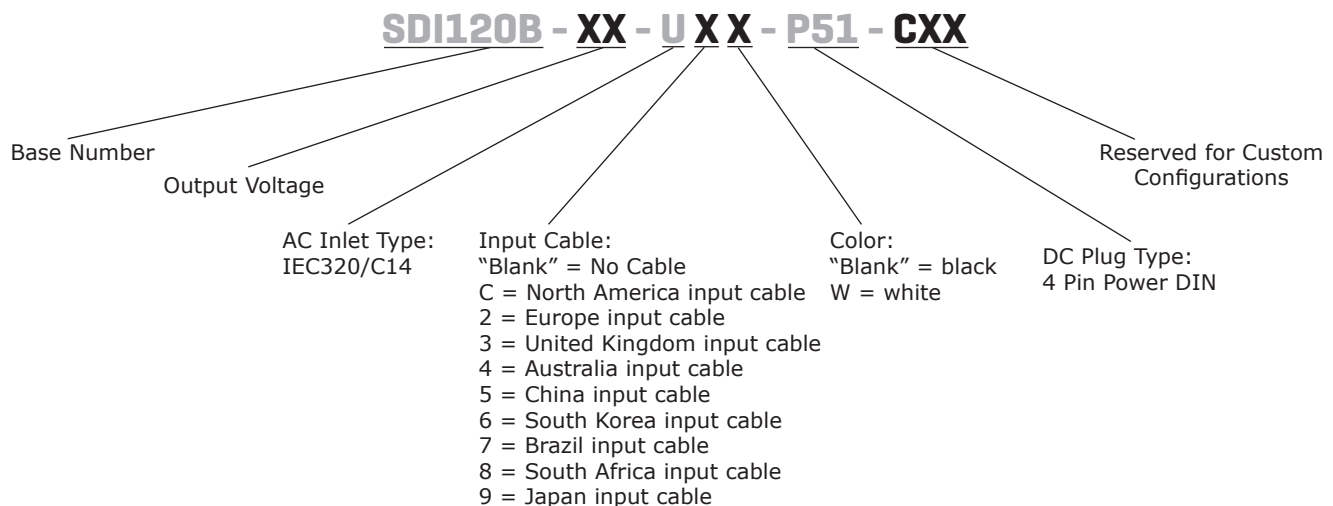 SDI120B - XX - U X X - P51 - CXX
Base Number
Output Voltage
AC Inlet Type:
IEC320/C14
Input Cable:
“Blank” = No Cable
C = North America input cable
2 = Europe input cable
3 = United Kingdom input cable
4 = Australia input cable
5 = China input cable
6 = South Korea input cable
7 = Brazil input cable
8 = South Africa input cable
9 = Japan input cable
Color:
“Blank” = black
W = white
DC Plug Type:
4 Pin Power DIN
Reserved for Custom
Configurations